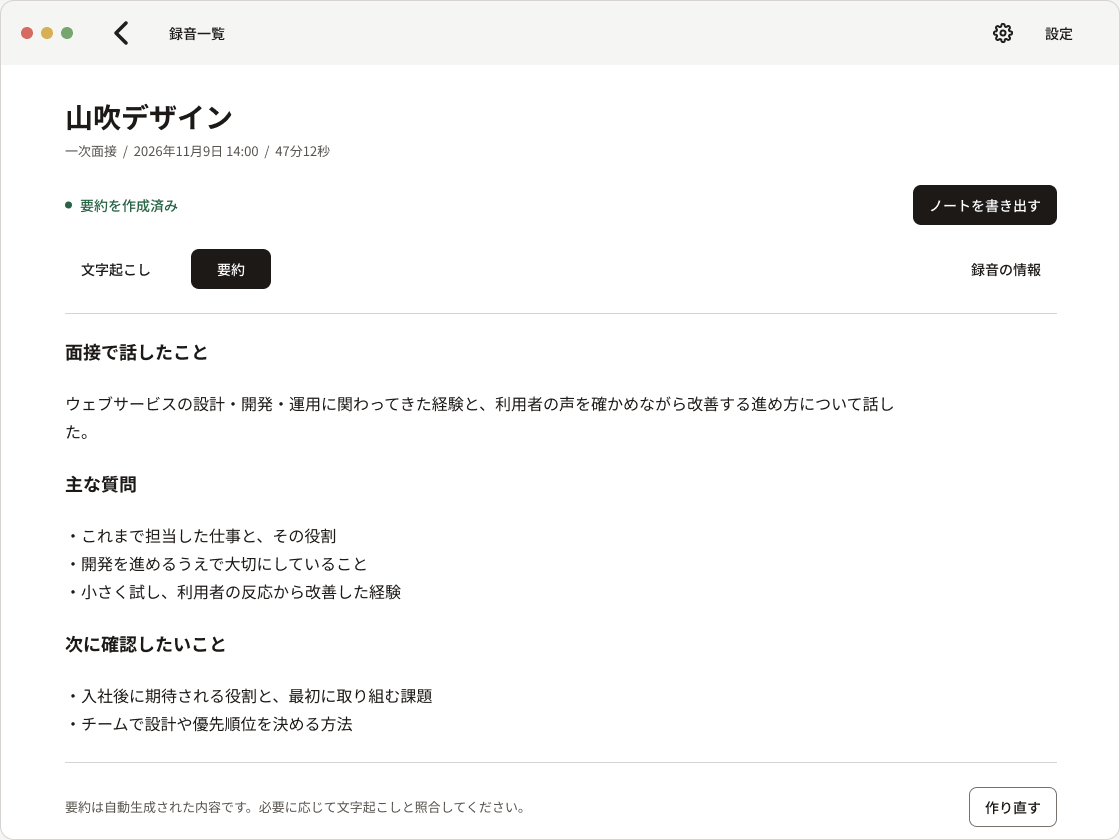 録音一覧
設定
山吹デザイン
一次面接 / 2026年11月9日 14:00 / 47分12秒
要約を作成済み
ノートを書き出す
文字起こし
要約
録音の情報
面接で話したこと
ウェブサービスの設計・開発・運用に関わってきた経験と、利用者の声を確かめながら改善する進め方について話し
た。
主な質問
・これまで担当した仕事と、その役割
・開発を進めるうえで大切にしていること
・小さく試し、利用者の反応から改善した経験
次に確認したいこと
・入社後に期待される役割と、最初に取り組む課題
・チームで設計や優先順位を決める方法
要約は自動生成された内容です。必要に応じて文字起こしと照合してください。
作り直す